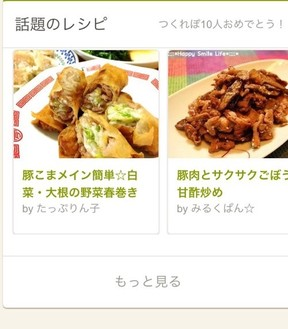 話題のレシピ
つくれぽ10人おめでとう!
::*Happy Smile Life*::
豚こまメイン簡単☆白
菜・大根の野菜春巻き
by たっぷりん子
豚肉とサクサクごぼう
甘酢炒め
by みるくぱん☆
もっと見る